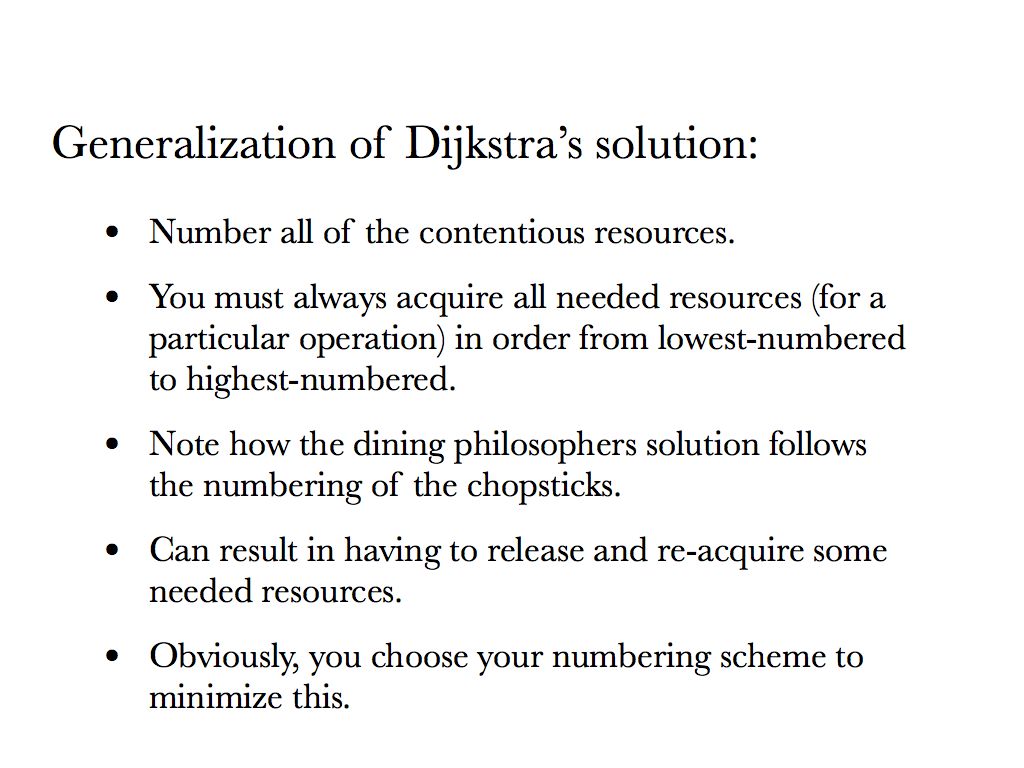 Generalization of Dijkstra’s solution:
• Number all of the contentious resources.
• You must always acquire all needed resources (for a
particular operation) in order from lowest-numbered
to highest-numbered.
• Note how the dining philosophers solution follows
the numbering of the chopsticks.
• Can result in having to release and re-acquire some
needed resources.
• Obviously, you choose your numbering scheme to
minimize this.